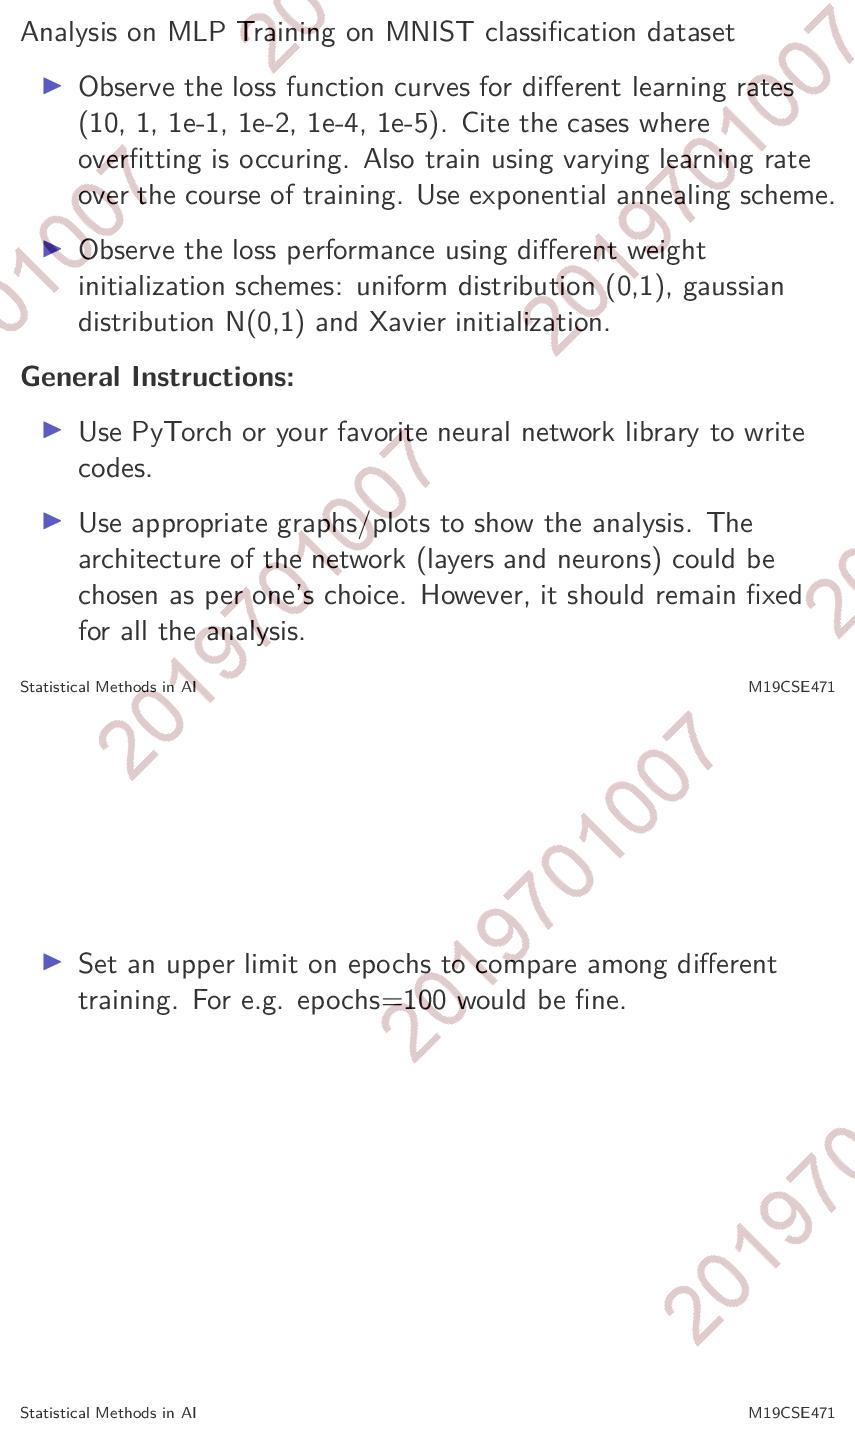 Analysis on MLP Training on MNIST classification dataset
Observe the loss function curves for different learning rates
(10, 1, 1e-1, 1e-2, 1e-4, 1e-5). Cite the cases where
overfitting is occuring. Also train using varying learning rate
over the course of training. Use exponential annealing scheme.
Observe the loss performance using different weight
initialization schemes: uniform distribution (0,1), gaussian
distribution N(0,1) and Xavier initialization.
General Instructions:
Use PyTorch or your favorite neural network library to write
codes.
Use appropriate graphs/plots to show the analysis. The
architecture of the network (layers and neurons) could be
chosen as per one's choice. However, it should remain fixed
for all the analysis.
Statistical Methods in AI
M19CSE471
Set an upper limit on epochs to compare among different
training. For e.g. epochs=100 would be fine.
Statistical Methods in AI
M19CSE471
20
2019701007
01007
2019701007
20
2019701007
201970